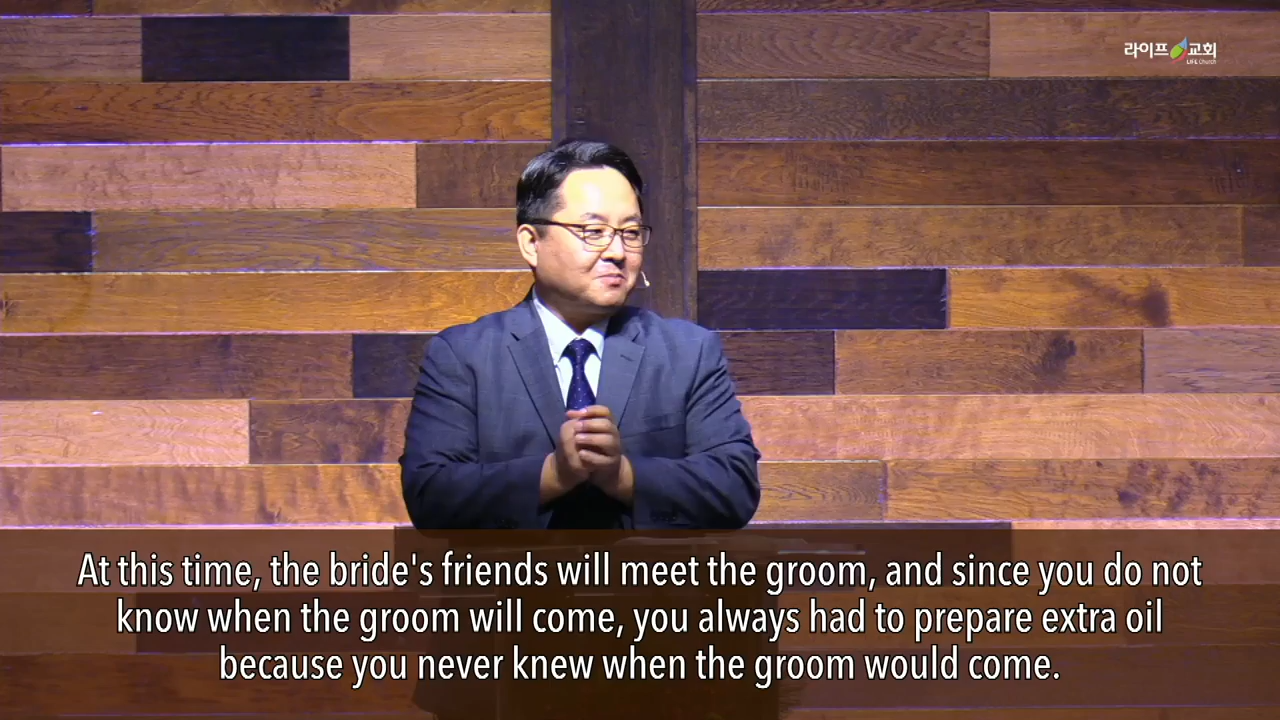 라이프 교회
LIFE Church
At this time, the bride's friends will meet the groom, and since you do not
know when the groom will come, you always had to prepare extra oil
because you never knew when the groom would come.